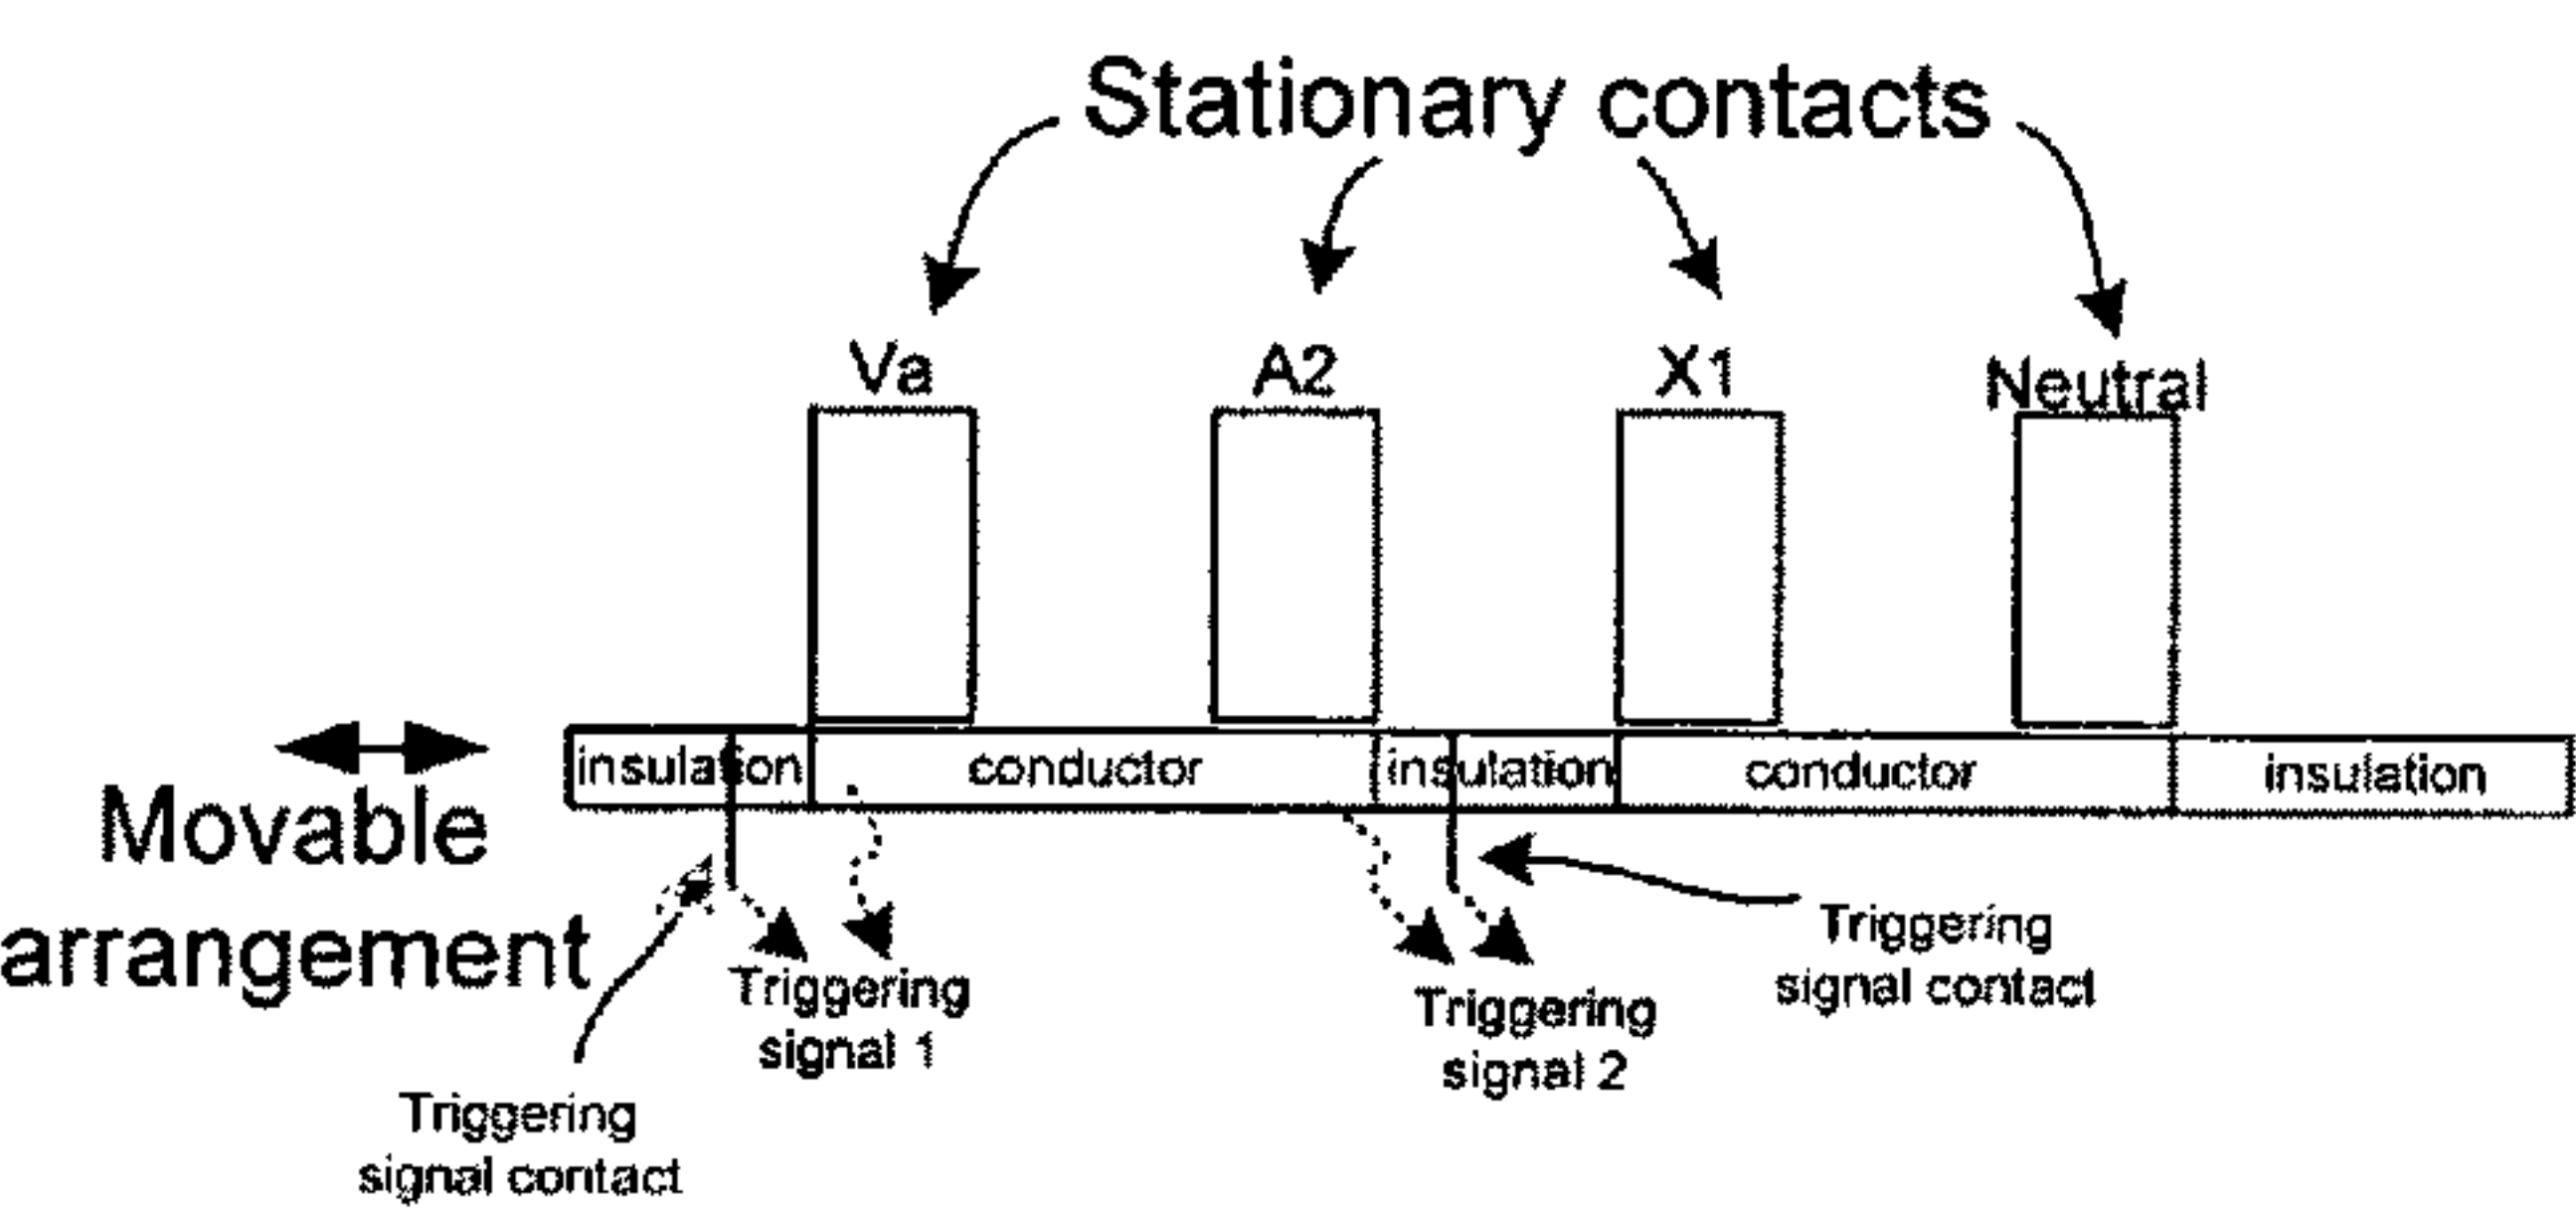 Stationary contacts
Va A2 X1 Neutral
insulation conductor insulation conductor insulation
Movable
arrangement
Triggering
signal 1
Triggering
signal 2
Triggering
signal contact
Triggering
signal contact